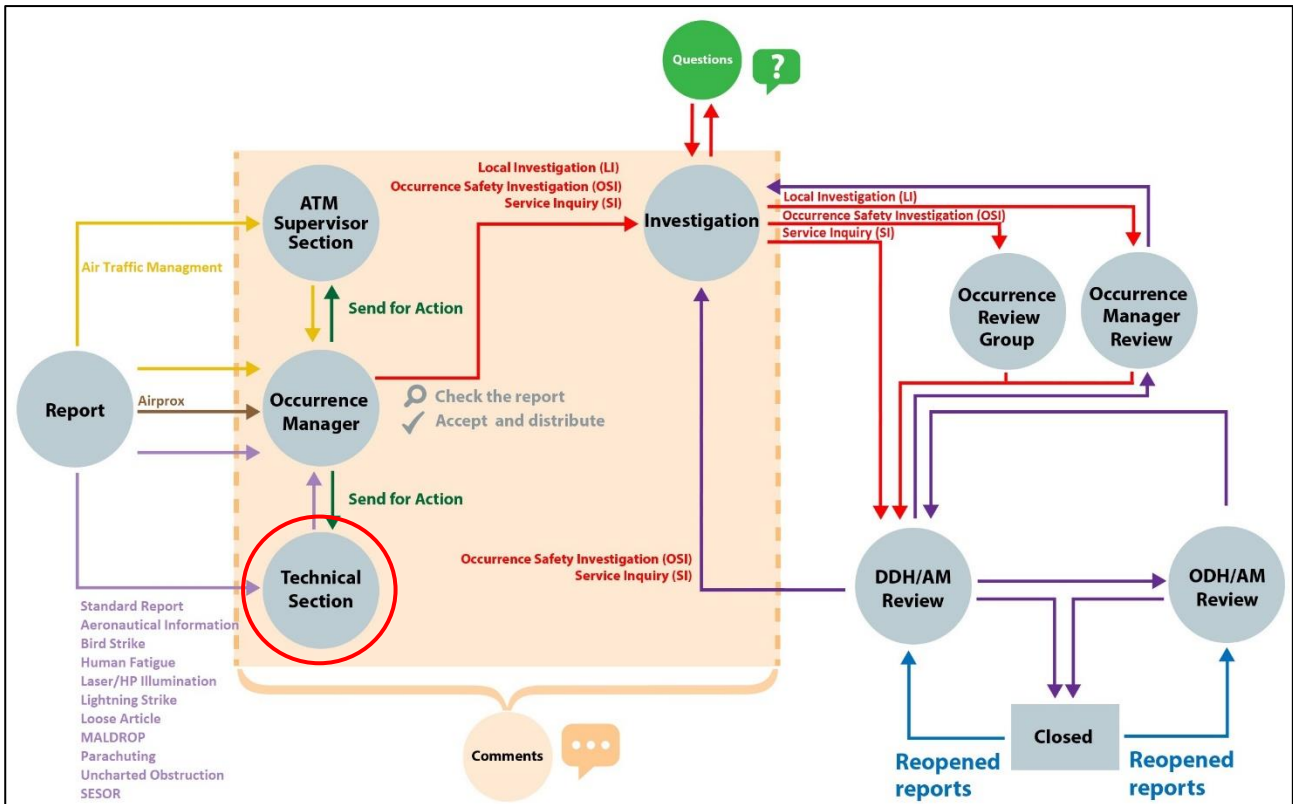 Questions
?
Local Investigation (LI)
Occurrence Safety Investigation (OSI)
Service Inquiry (SI)
ATM
Supervisor
Section
Investigation
Local Investigation (LI)
Occurrence Safety Investigation (OSI)
Service Inquiry (SI)
Air Traffic Managment
Send for Action
Occurrence
Review
Group
Occurrence
Manager
Review
Report
Airprox
Occurrence
Manager
Check the report
Accept and distribute
Send for Action
Technical
Section
Occurrence Safety Investigation (OSI)
Service Inquiry (SI)
DDH/AM
Review
ODH/AM
Review
Standard Report
Aeronautical Information
Bird Strike
Human Fatigue
Laser/HP Illumination
Lightning Strike
Loose Article
MALDROP
Parachuting
Uncharted Obstruction
SESOR
Comments
Closed
Reopened
reports
Reopened
reports